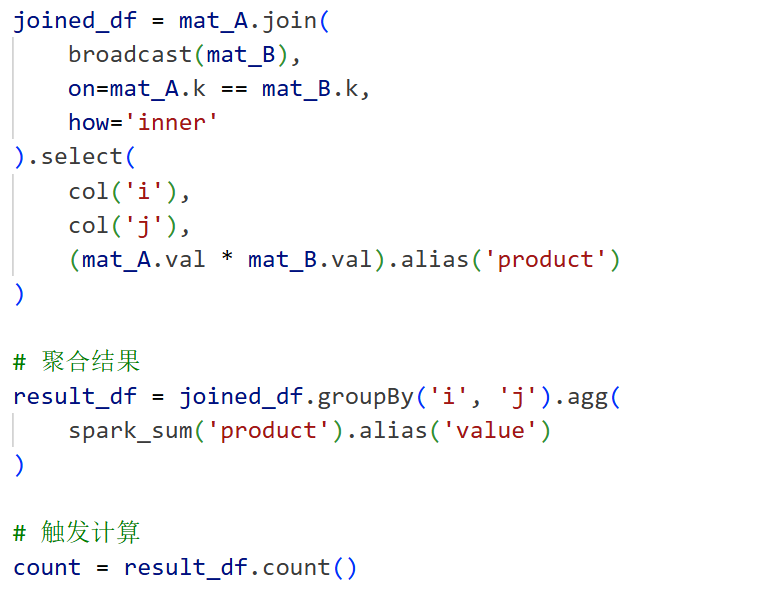 joined_df = mat_A.join(
    broadcast(mat_B),
    on=mat_A.k == mat_B.k,
    how='inner'
).select(
    col('i'),
    col('j'),
    (mat_A.val * mat_B.val).alias('product')
)

# 聚合结果
result_df = joined_df.groupBy('i', 'j').agg(
    spark_sum('product').alias('value')
)

# 触发计算
count = result_df.count()